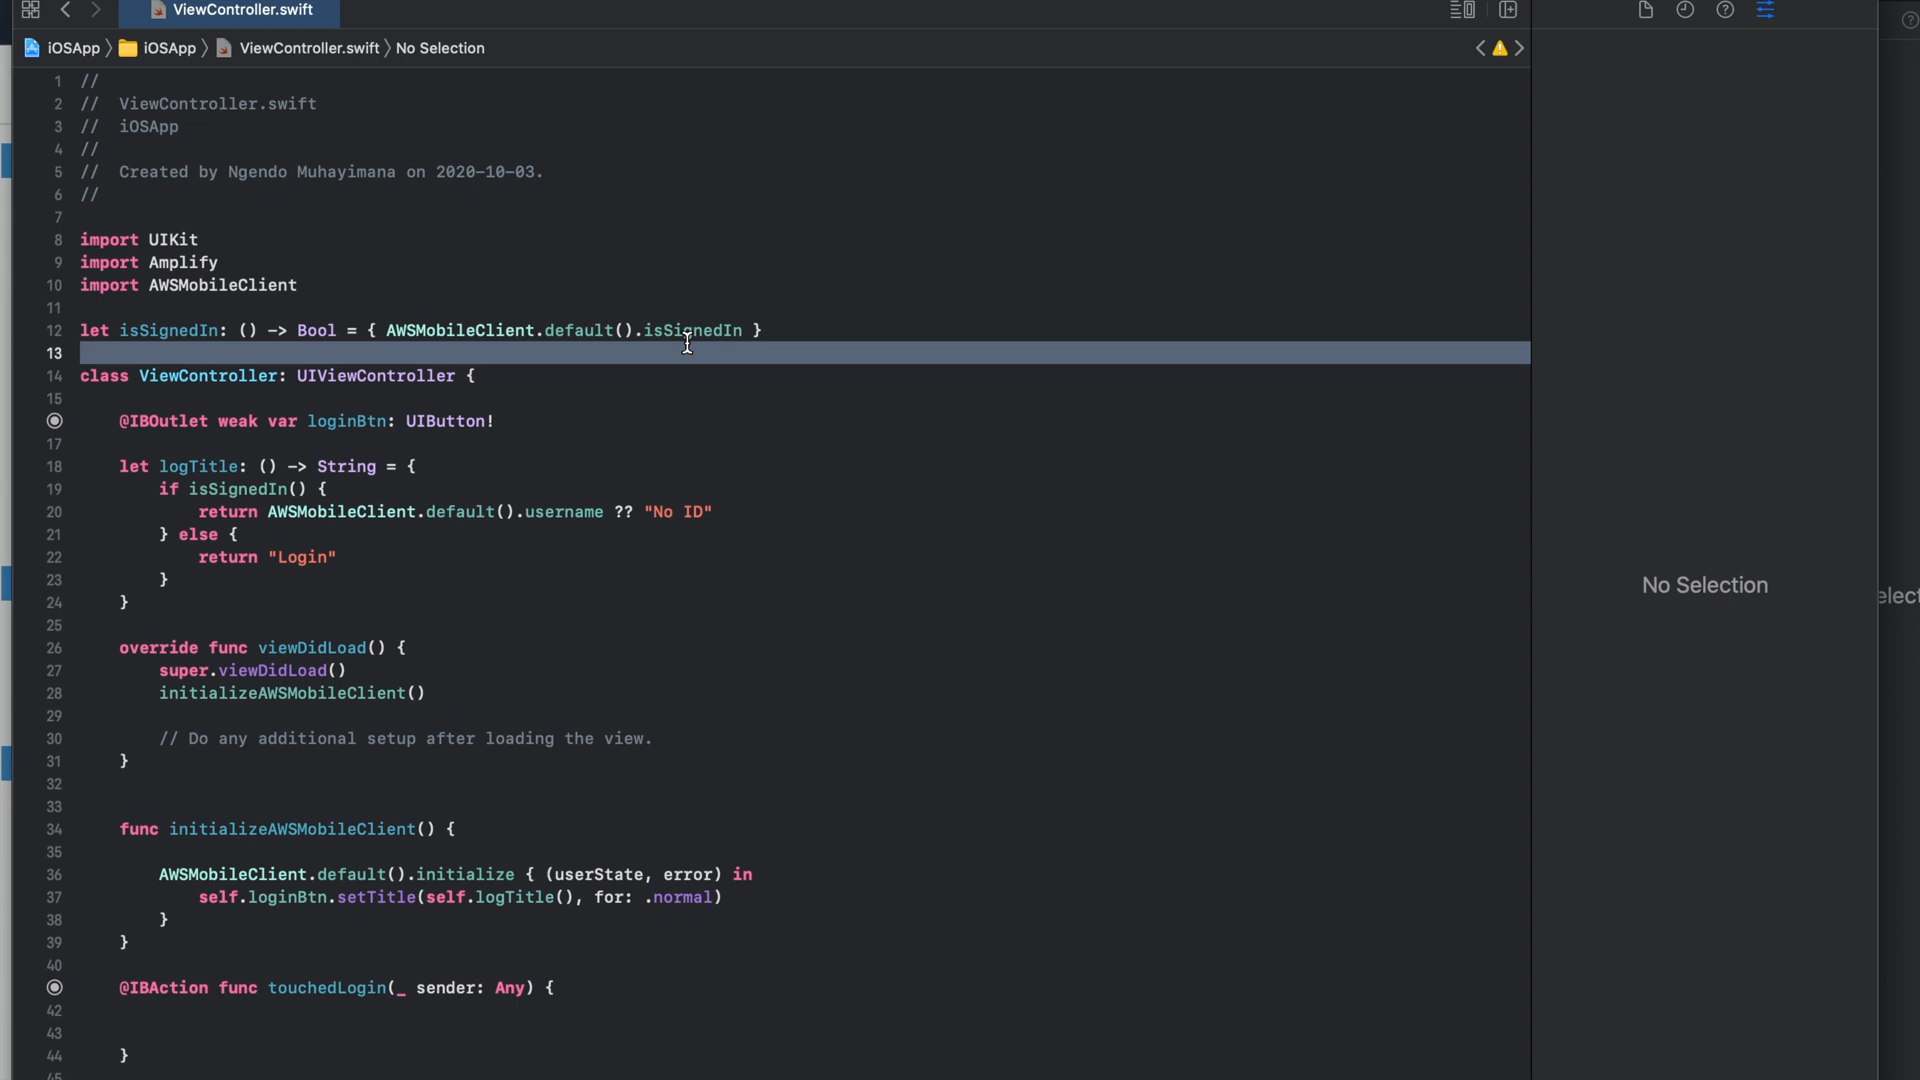 ViewController.swift
iOSApp 〉 iOSApp 〉 ViewController.swift 〉 No Selection
1 //
2 //  ViewController.swift
3 //  iOSApp
4 //
5 //  Created by Ngendo Muhayimana on 2020-10-03.
6 //
7
8 import UIKit
9 import Amplify
10 import AWSMobileClient
11
12 let isSignedIn: () -> Bool = { AWSMobileClient.default().isSignedIn }
13
14 class ViewController: UIViewController {
15
@IBOutlet weak var loginBtn: UIButton!
17
18     let logTitle: () -> String = {
19         if isSignedIn() {
20             return AWSMobileClient.default().username ?? "No ID"
21         } else {
22             return "Login"
23         }
24     }
25
26     override func viewDidLoad() {
27         super.viewDidLoad()
28         initializeAWSMobileClient()
29
30         // Do any additional setup after loading the view.
31     }
32
33
34     func initializeAWSMobileClient() {
35
36         AWSMobileClient.default().initialize { (userState, error) in
37             self.loginBtn.setTitle(self.logTitle(), for: .normal)
38         }
39     }
40
@IBAction func touchedLogin(_ sender: Any) {
42
43
44     }
45
No Selection
elect